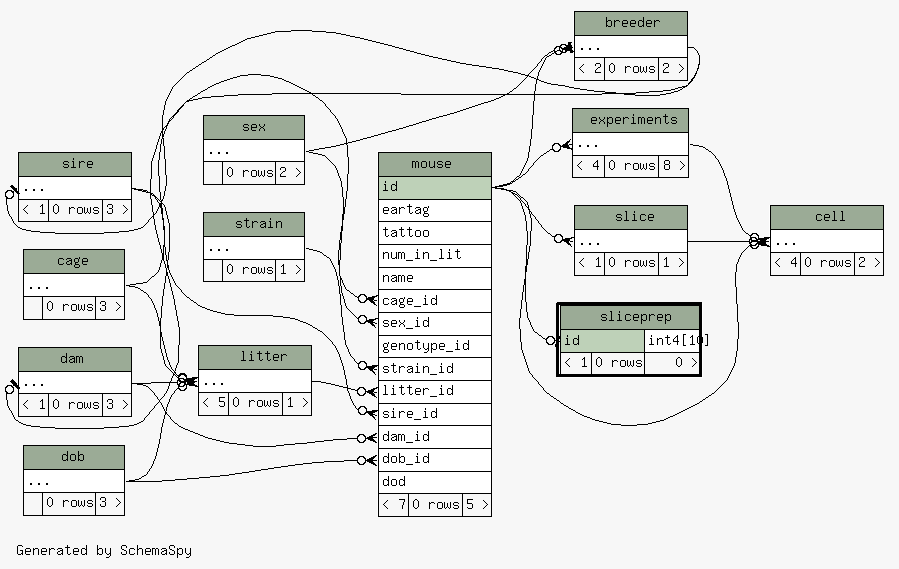 breeder
...
< 2 0 rows 2 >
experiments
...
< 4 0 rows 8 >
sex
...
0 rows 2 >
sire
...
< 1 0 rows 3 >
mouse
id
eartag
tattoo
num_in_lit
name
cage_id
sex_id
genotype_id
strain_id
litter_id
sire_id
dam_id
dob_id
dod
< 7 0 rows 5 >
strain
...
0 rows 1 >
slice
...
< 1 0 rows 1 >
cell
...
< 4 0 rows 2 >
cage
...
0 rows 3 >
sliceprep
id int4[10]
< 1 0 rows 0 >
dam
...
< 1 0 rows 3 >
litter
...
< 5 0 rows 1 >
dob
...
0 rows 3 >
Generated by SchemaSpy